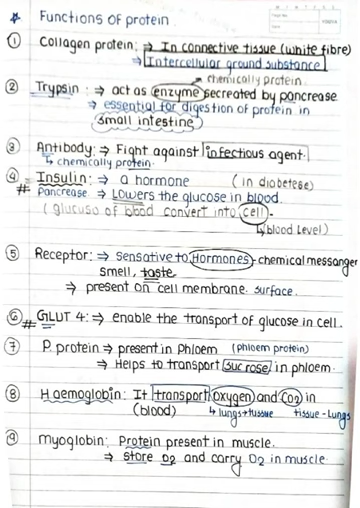 * Functions of protein
① Collagen protein: ⇒ In connective tissue (white fibre)
⇒ Intercellular ground substance
→ chemically protein
② Trypsin: ⇒ act as enzyme secreated by pancrease
⇒ essential for digestion of protein in
small intestine
③ Antibody: ⇒ Fight against infectious agent.
↳ chemically protein.
④ Insulin: ⇒ a hormone (in diabetese)
# Pancrease ⇒ Lowers the glucose in blood.
(glucuso of blood convert into cell.
↳ blood Level)
⑤ Receptor: ⇒ sensative to Hormones - chemical messanger
smell, taste
⇒ present on cell membrane surface.
⑥ # GLUT 4: ⇒ enable the transport of glucose in cell.
⑦ P. protein ⇒ present in Phloem (phloem protein)
⇒ Helps to transport sucrose in phloem.
⑧ Haemoglobin: It transport Oxygen and CO2 in
(blood) ↳ lungs→tussue tissue - Lungs
⑨ myoglobin: Protein present in muscle.
⇒ store O2 and carry O2 in muscle.